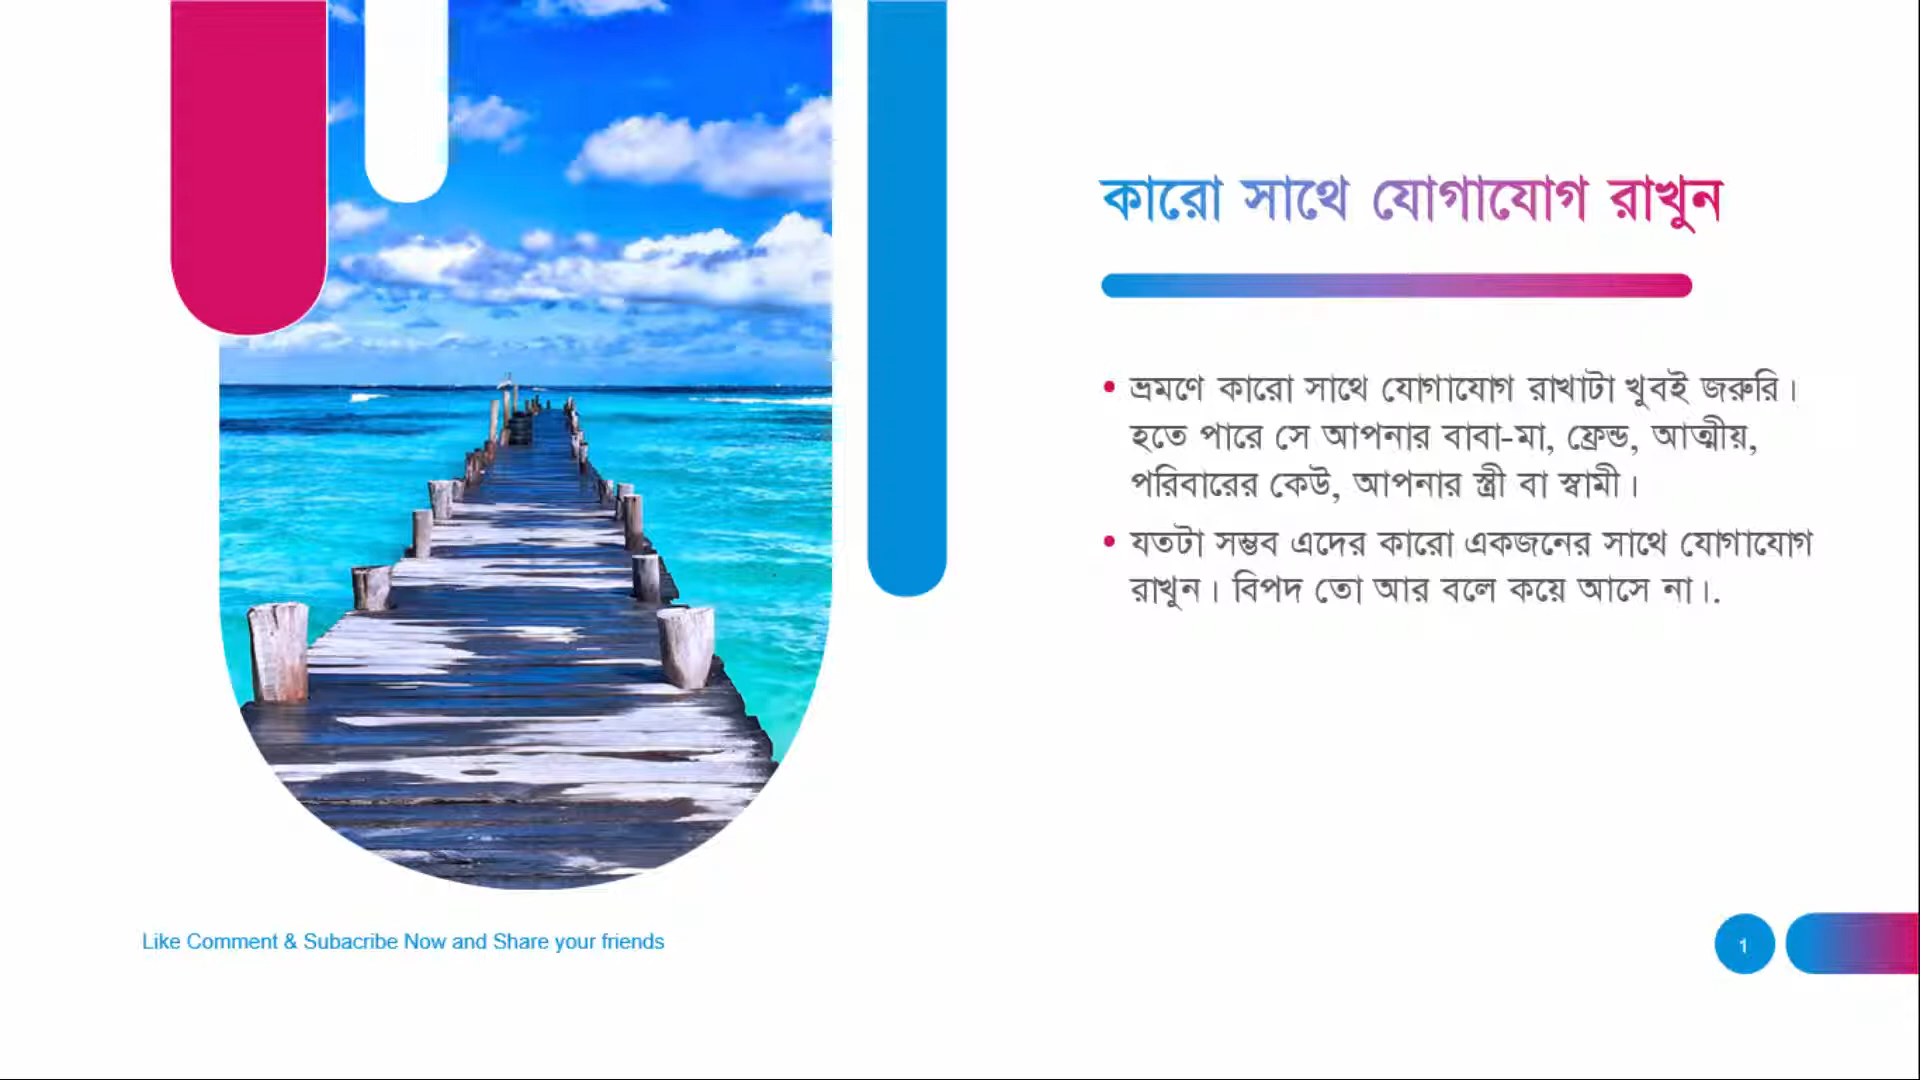 কারো সাথে যোগাযোগ রাখুন
• ভ্রমণে কারো সাথে যোগাযোগ রাখাটা খুবই জরুরি।
হতে পারে সে আপনার বাবা-মা, ফ্রেন্ড, আত্মীয়,
পরিবারের কেউ, আপনার স্ত্রী বা স্বামী।
• যতটা সম্ভব এদের কারো একজনের সাথে যোগাযোগ
রাখুন। বিপদ তো আর বলে কয়ে আসে না।.
Like Comment & Subacribe Now and Share your friends
1